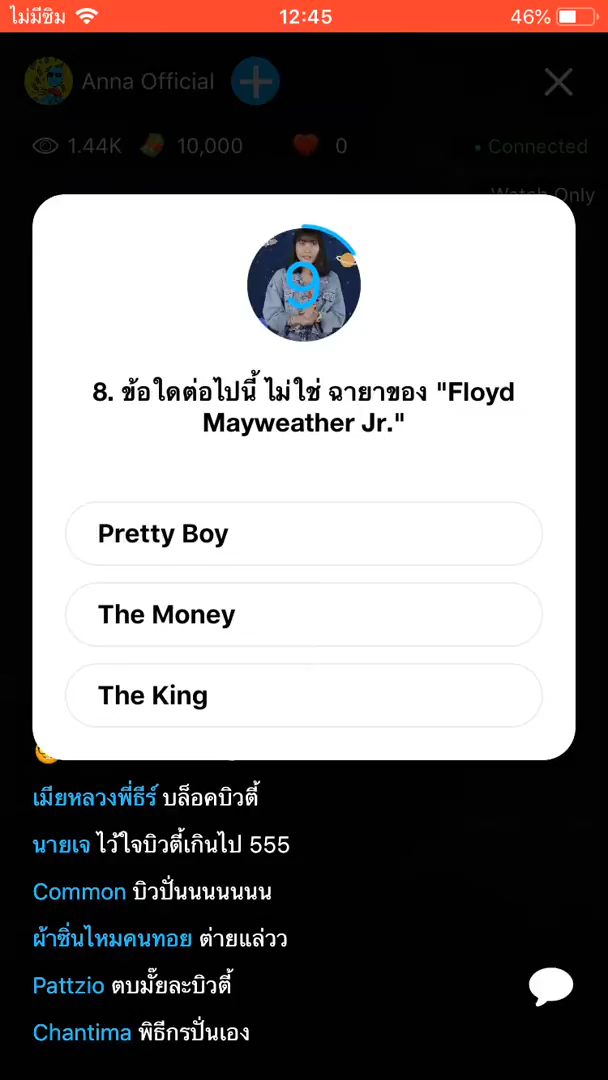 ไม่มีซิม 12:45 46%
Anna Official
1.44K 10,000 0 • Connected
Watch Only
9
8. ข้อใดต่อไปนี้ ไม่ใช่ ฉายาของ "Floyd
Mayweather Jr."
Pretty Boy
The Money
The King
เมียหลวงพี่ธีร์ บล็อคบิวตี้
นายเจ ไว้ใจบิวตี้เกินไป 555
Common บิวปั่นนนนนนน
ผ้าซิ่นไหมคนทอย ต่ายแล่วว
Pattzio ตบมั๊ยละบิวตี้
Chantima พิธีกรปั่นเอง